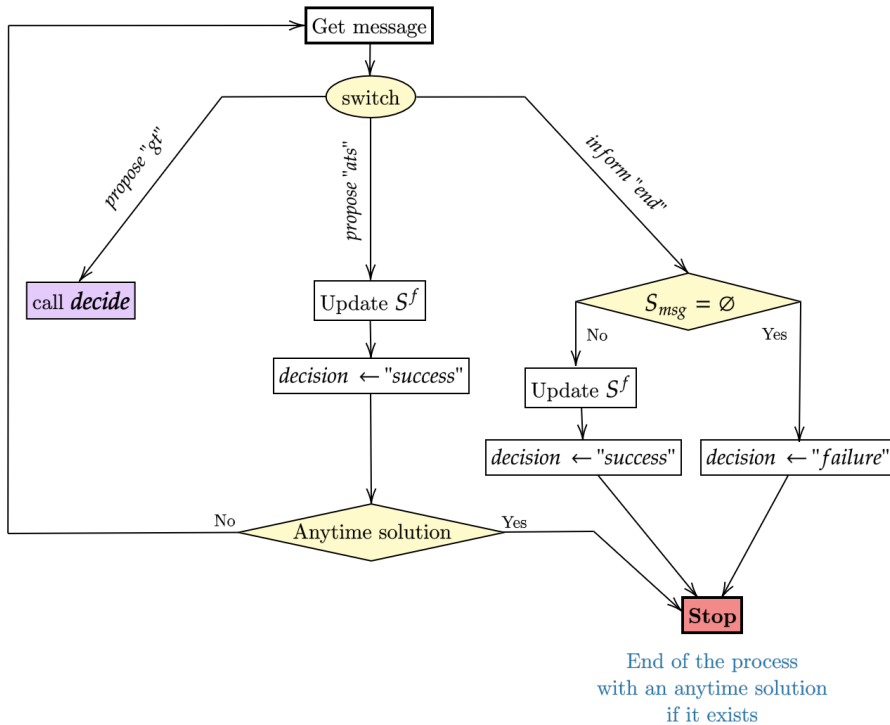 Get message
switch
propose "gt"
propose "ats"
inform "end"
call decide
Update S^f
S_msg = ∅
No
Yes
decision ← "success"
Update S^f
decision ← "success"
decision ← "failure"
No
Anytime solution
Yes
Stop
End of the process
with an anytime solution
if it exists